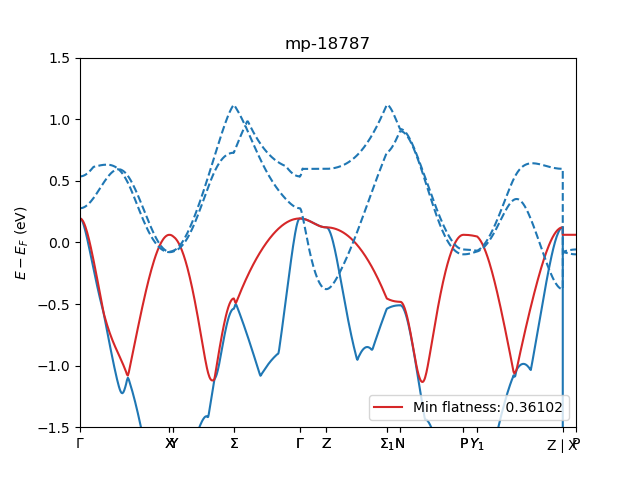 mp-18787
1.5
1.0
0.5
0.0
−0.5
−1.0
−1.5
E − E_F (eV)
Min flatness: 0.36102
Γ X Y Σ Γ Z Σ₁ N P Y₁ Z | X P